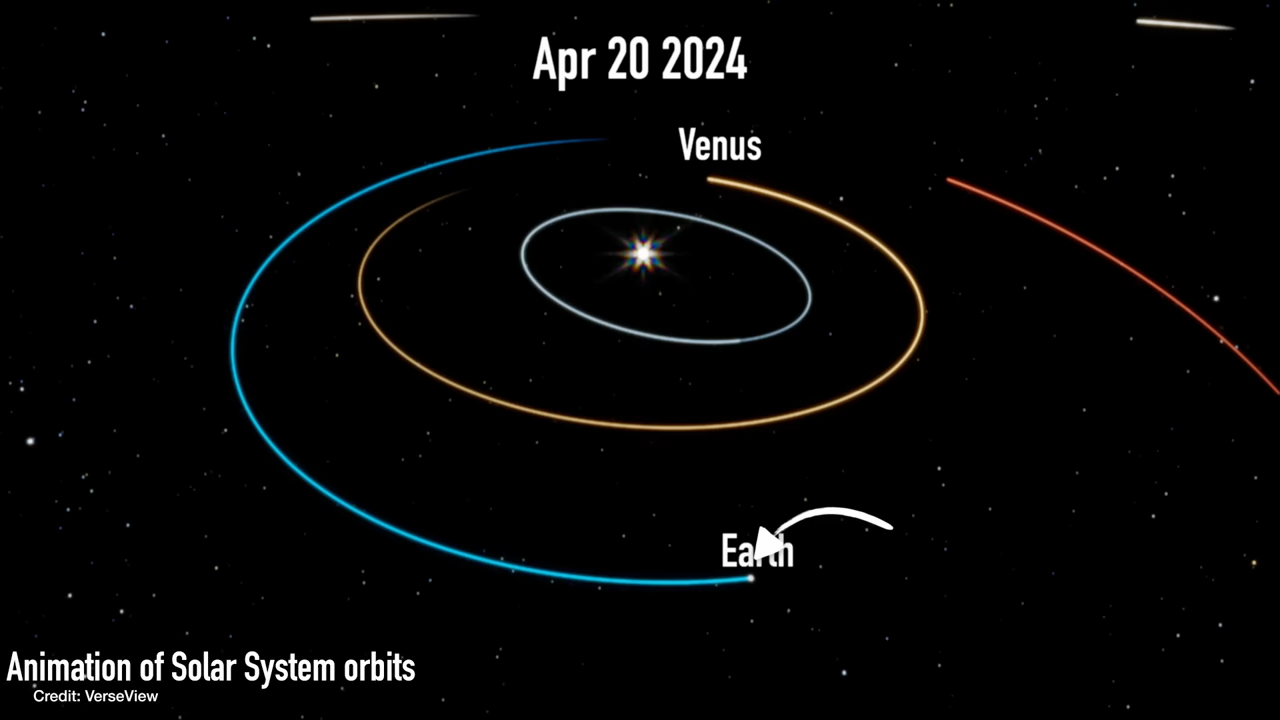 Apr 20 2024
Venus
Earth
Animation of Solar System orbits
Credit: VerseView